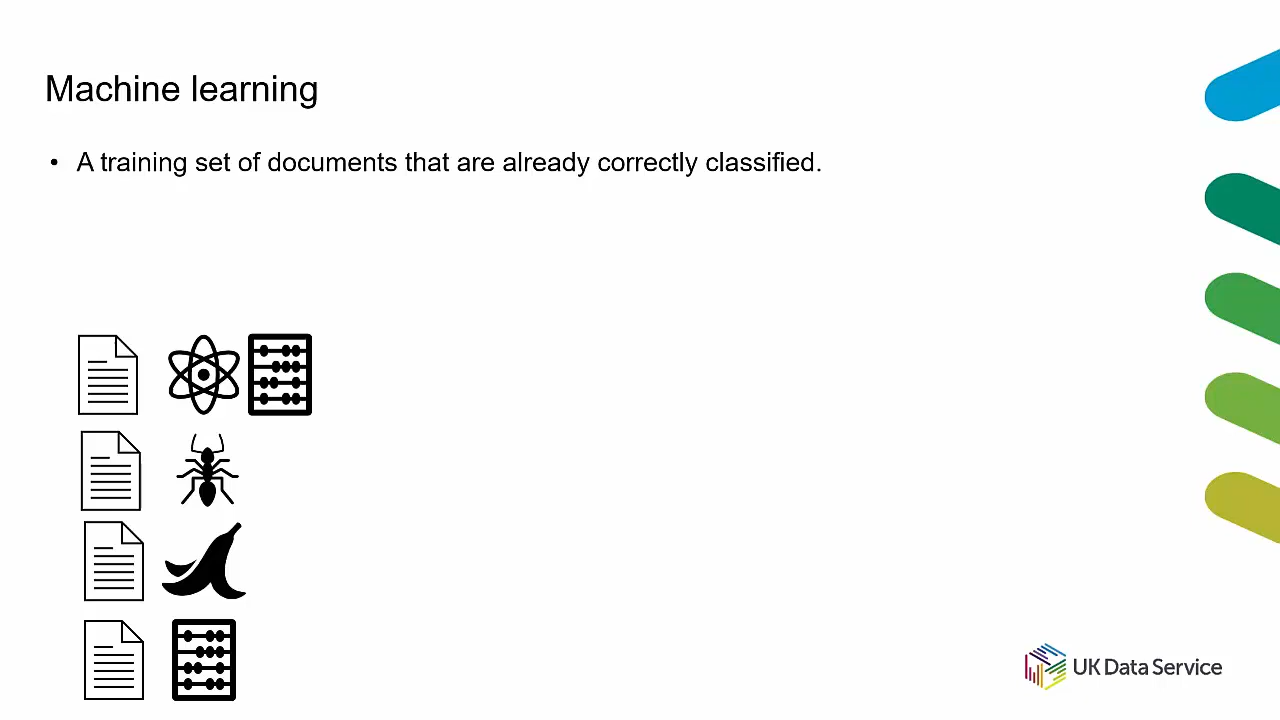 Machine learning
• A training set of documents that are already correctly classified.
UK Data Service